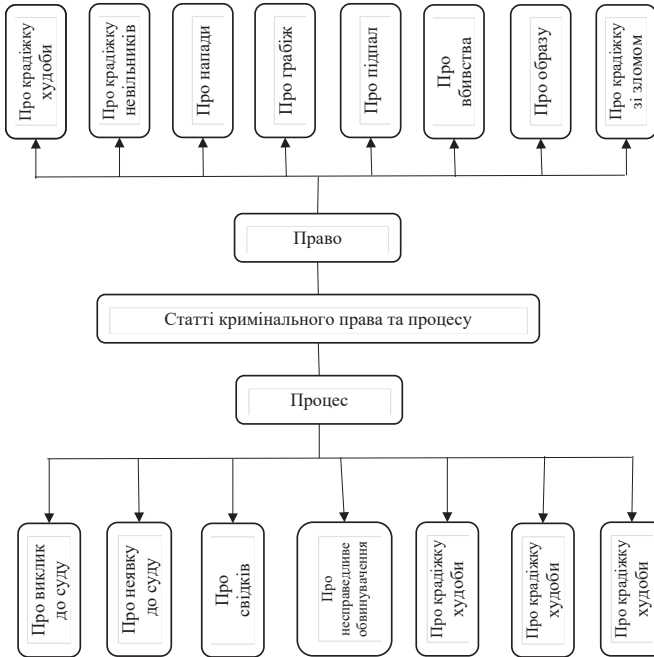 Про крадіжку
худоби
Про крадіжку
невільників
Про напади
Про грабіж
Про підпал
Про
вбивства
Про образу
Про крадіжку
зі зломом
Право
Статті кримінального права та процесу
Процес
Про виклик
до суду
Про неявку
до суду
Про
свідків
Про
несправедливе
обвинувачення
Про крадіжку
худоби
Про крадіжку
худоби
Про крадіжку
худоби